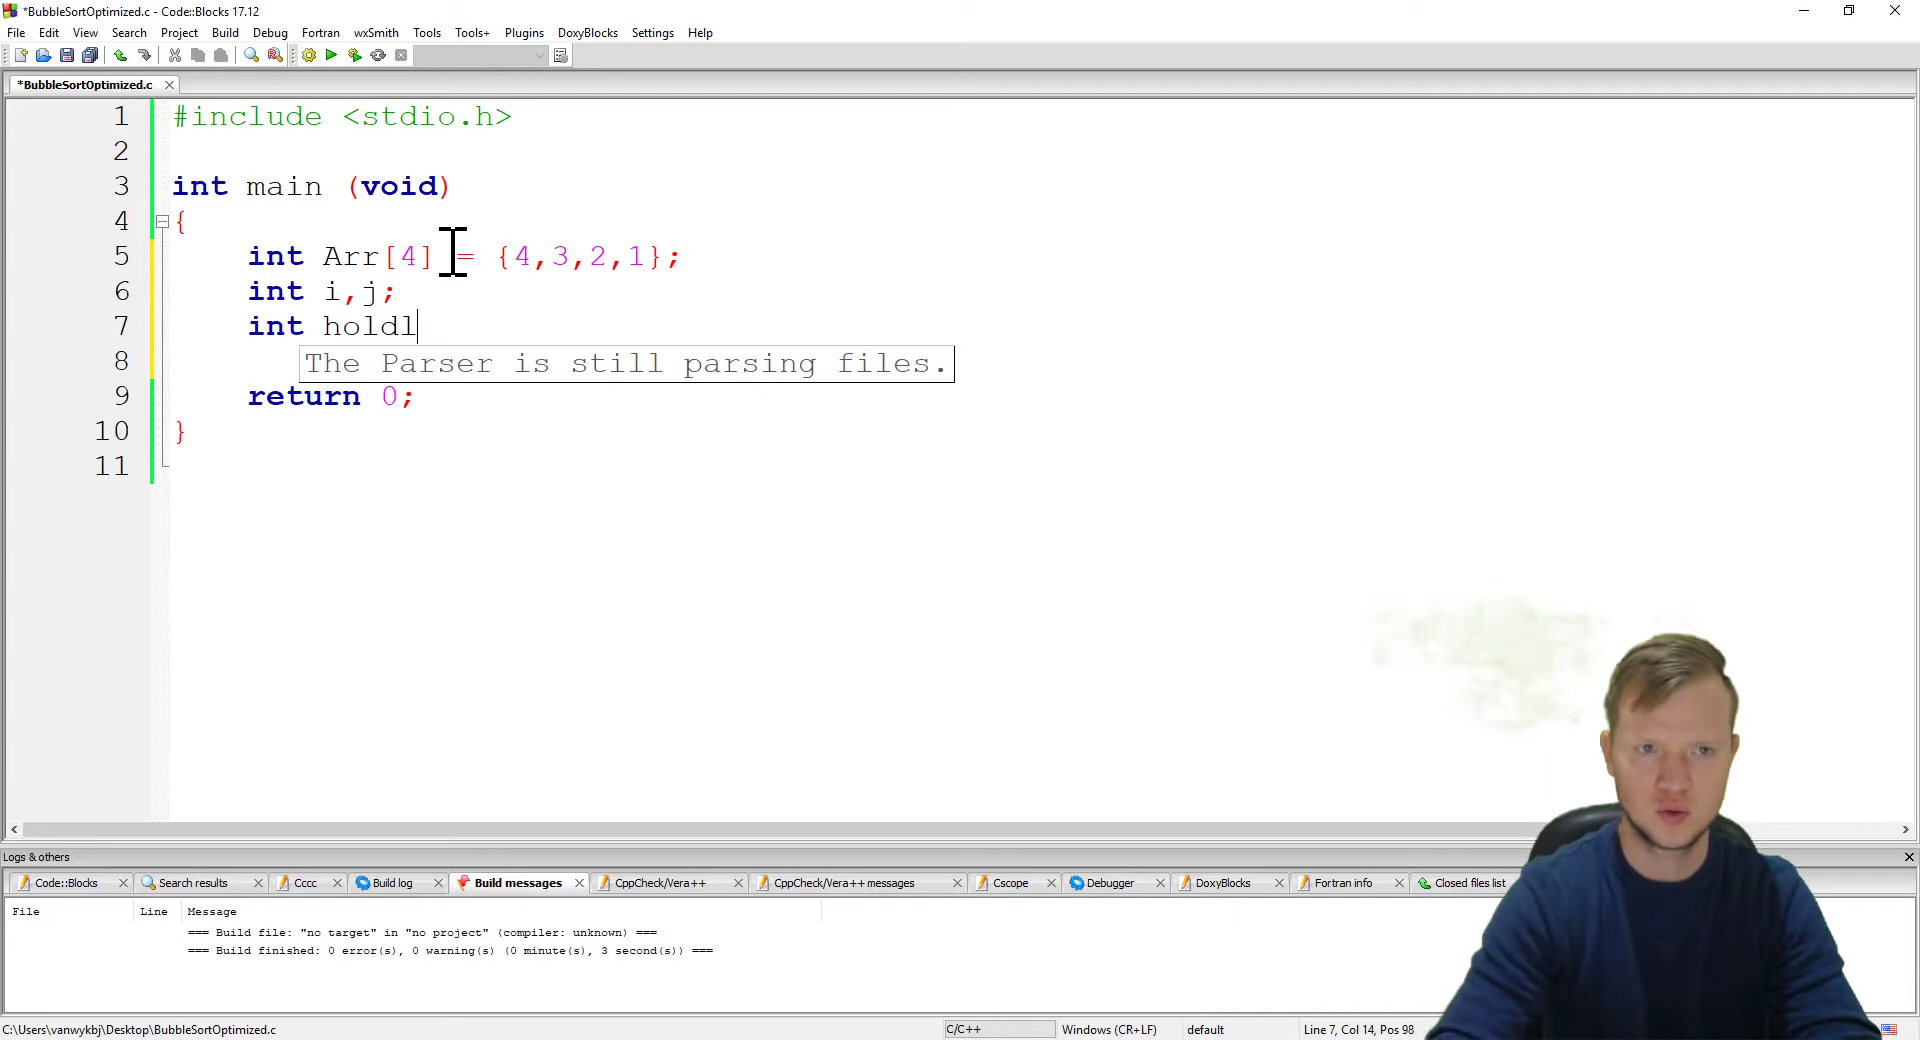 *BubbleSortOptimized.c - Code::Blocks 17.12
File Edit View Search Project Build Debug Fortran wxSmith Tools Tools+ Plugins DoxyBlocks Settings Help
*BubbleSortOptimized.c
1 #include <stdio.h>
2
3 int main (void)
4 {
5 int Arr[4] = {4,3,2,1};
6 int i,j;
7 int holdl
8 The Parser is still parsing files.
9 return 0;
10 }
11
Logs & others
Code::Blocks Search results Cccc Build log Build messages CppCheck/Vera++ CppCheck/Vera++ messages Cscope Debugger DoxyBlocks Fortran info Closed files list
File Line Message
=== Build file: "no target" in "no project" (compiler: unknown) ===
=== Build finished: 0 error(s), 0 warning(s) (0 minute(s), 3 second(s)) ===
C:\Users\vanwykbj\Desktop\BubbleSortOptimized.c C/C++ Windows (CR+LF) default Line 7, Col 14, Pos 98